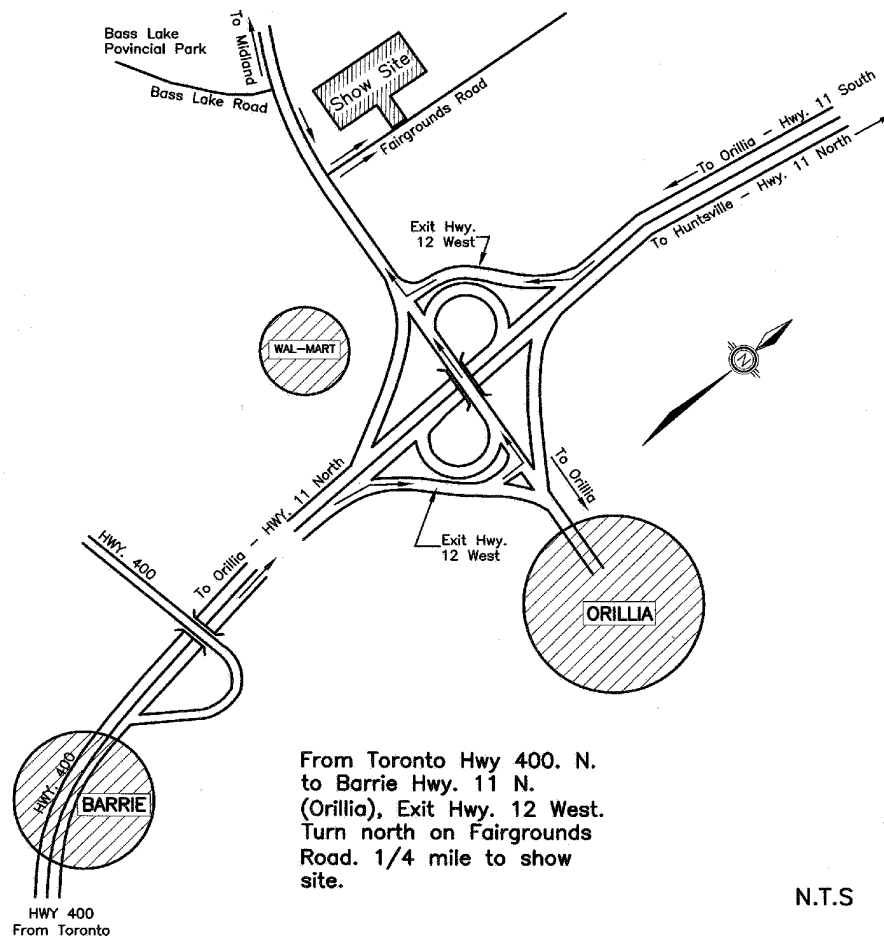 Bass Lake
Povincial Park
To Midland
Bass Lake Road
Show Site
Fairgrounds Road
To Orillia - Hwy. 11 South
To Huntsville - Hwy. 11 North
Exit Hwy.
12 West
WAL-MART
N
To Orillia
To Orillia - HWY. 11 North
Exit Hwy.
12 West
HWY. 400
ORILLIA
HWY. 400
BARRIE
From Toronto Hwy 400. N.
to Barrie Hwy. 11 N.
(Orillia), Exit Hwy. 12 West.
Turn north on Fairgrounds
Road. 1/4 mile to show
site.
N.T.S
HWY 400
From Toronto